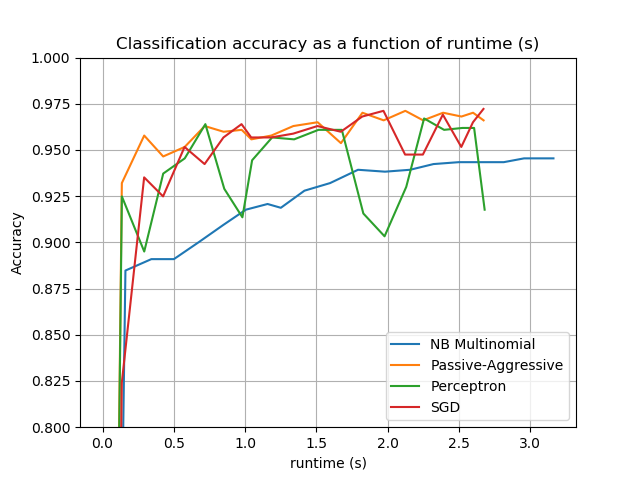 Classification accuracy as a function of runtime (s)
1.000
0.975
0.950
0.925
0.900
0.875
0.850
0.825
0.800
Accuracy
NB Multinomial
Passive-Aggressive
Perceptron
SGD
0.0 0.5 1.0 1.5 2.0 2.5 3.0
runtime (s)